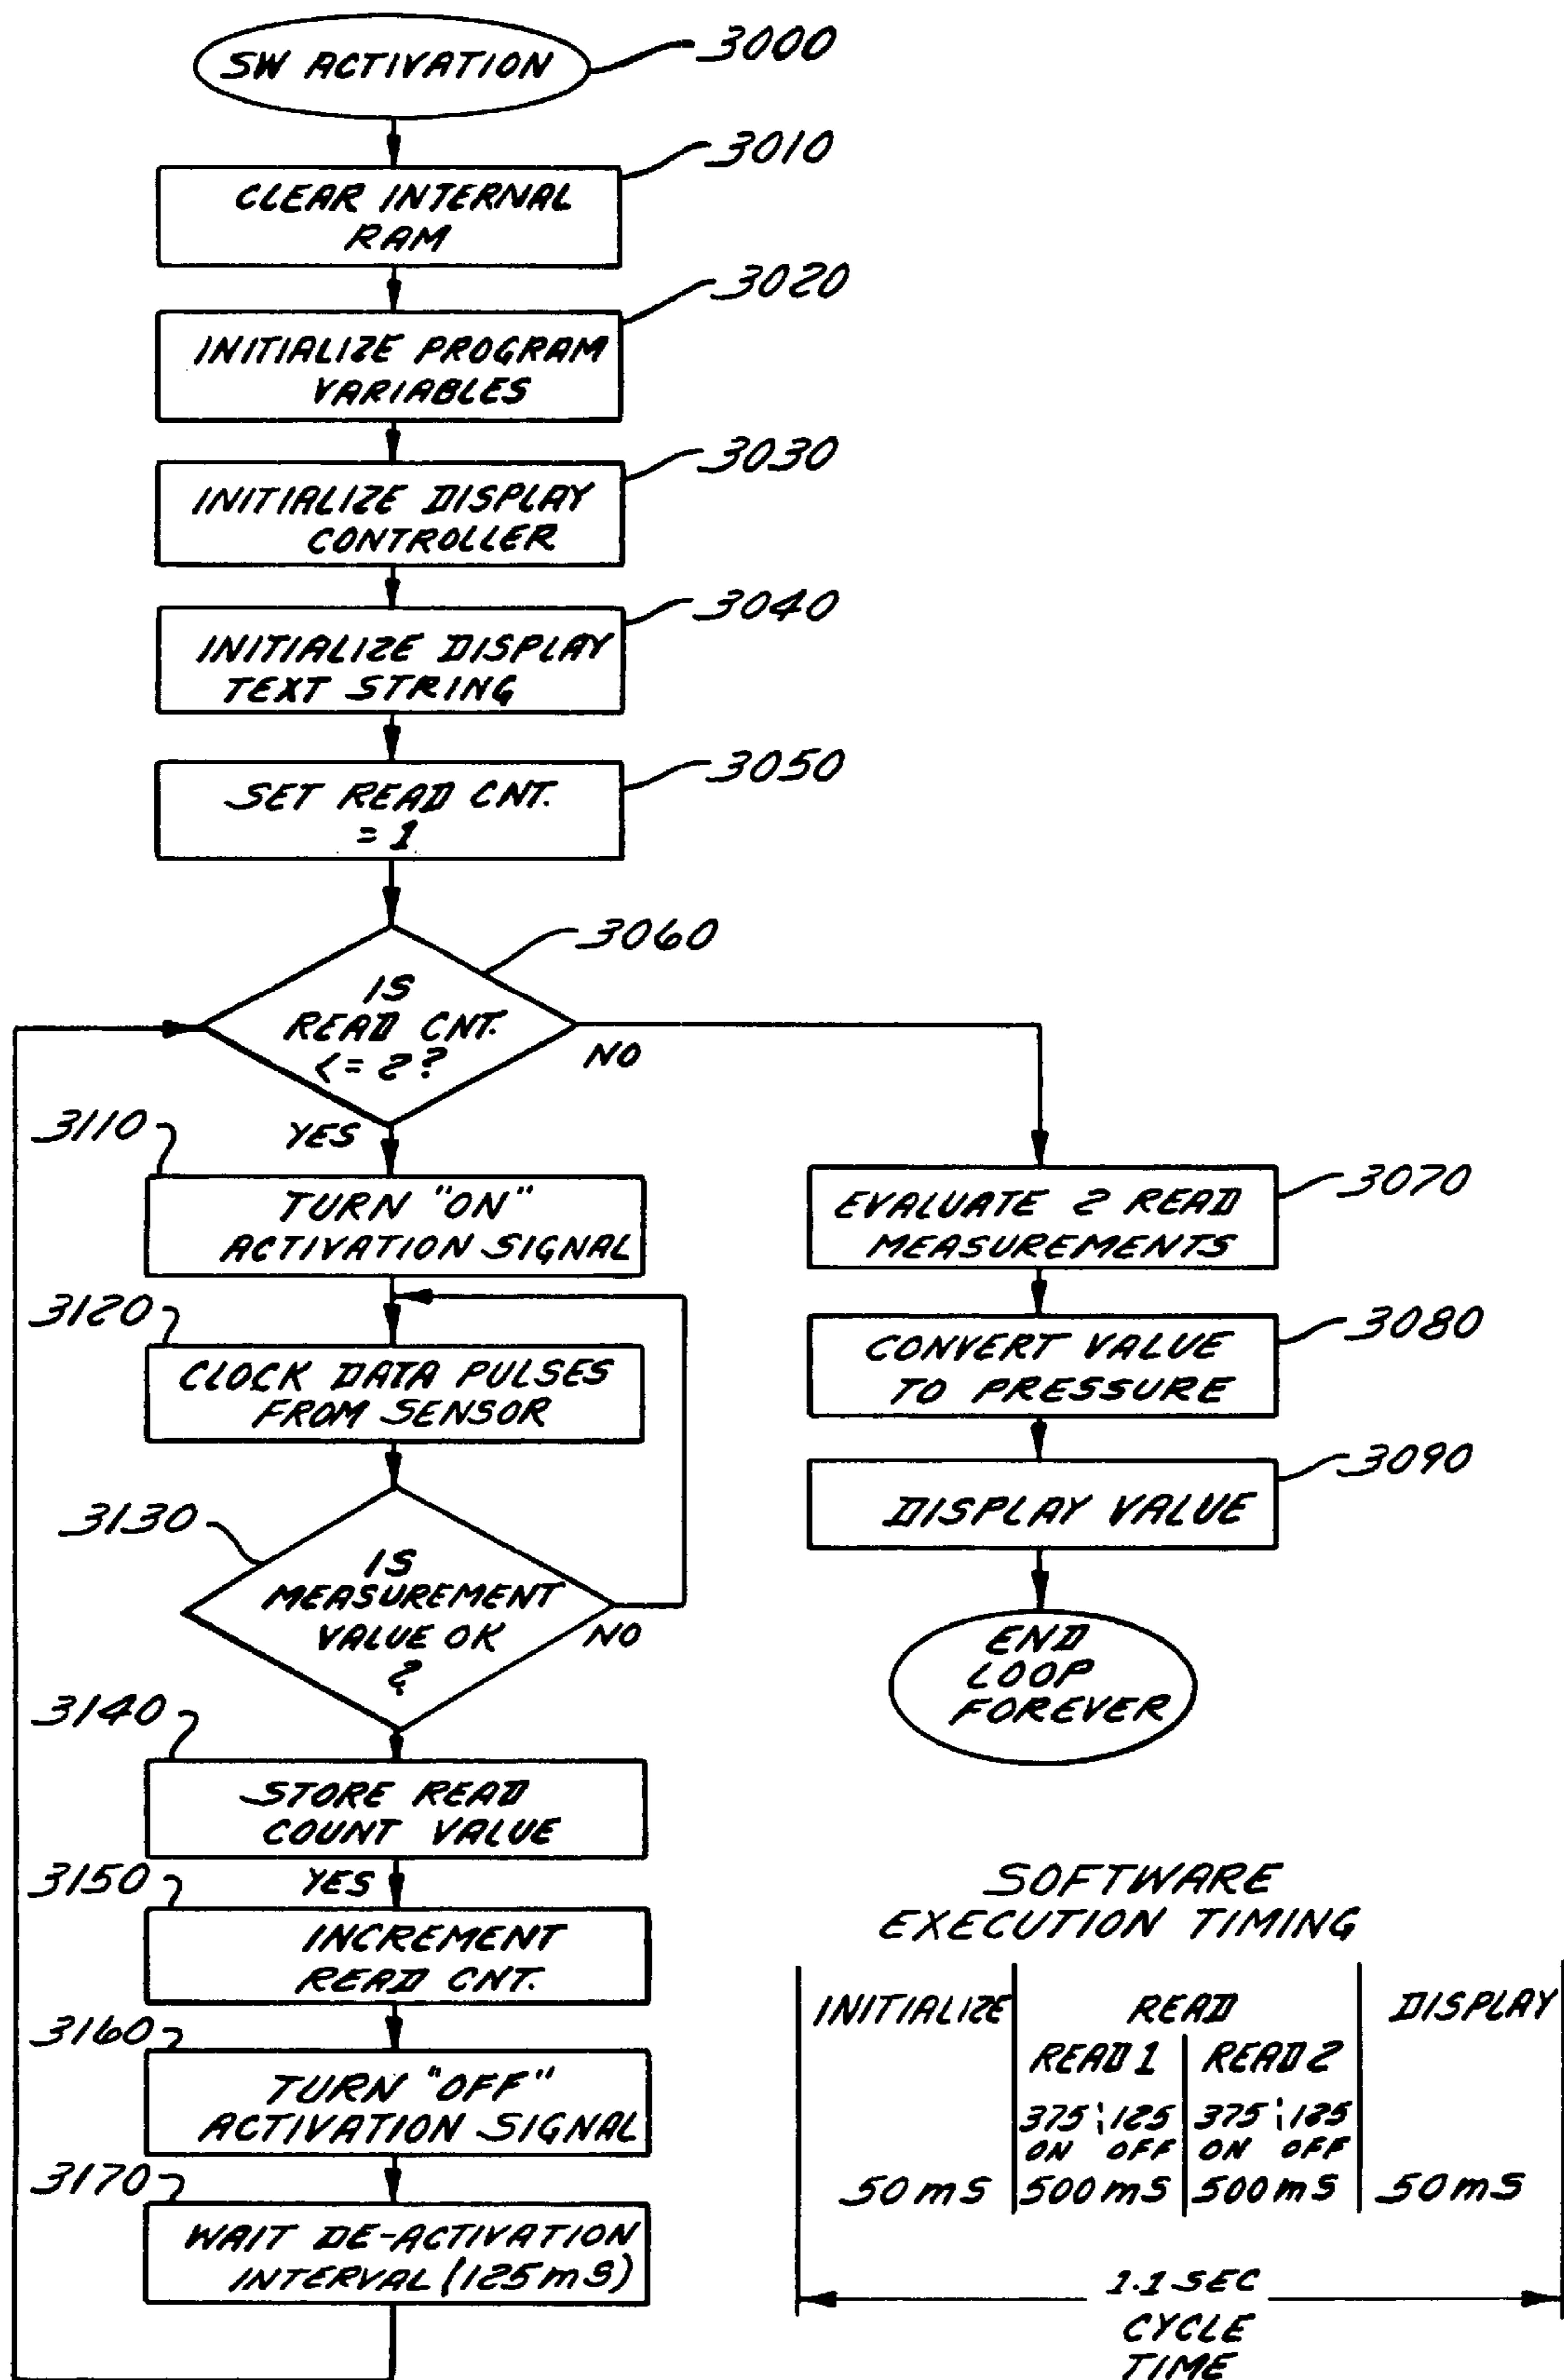 SW ACTIVATION
3000
3010
CLEAR INTERNAL
RAM
3020
INITIALIZE PROGRAM
VARIABLES
3030
INITIALIZE DISPLAY
CONTROLLER
3040
INITIALIZE DISPLAY
TEXT STRING
3050
SET READ CNT.
= 1
3060
IS
READ CNT.
<= 2?
NO
YES
3110
TURN "ON"
ACTIVATION SIGNAL
3120
CLOCK DATA PULSES
FROM SENSOR
3130
IS
MEASUREMENT
VALUE OK
?
NO
3140
STORE READ
COUNT VALUE
3150
YES
INCREMENT
READ CNT.
3160
TURN "OFF"
ACTIVATION SIGNAL
3170
WAIT DE-ACTIVATION
INTERVAL (125mS)
3070
EVALUATE 2 READ
MEASUREMENTS
3080
CONVERT VALUE
TO PRESSURE
3090
DISPLAY VALUE
END
LOOP
FOREVER
SOFTWARE
EXECUTION TIMING
INITIALIZE READ DISPLAY
READ 1 READ 2
375 125 375 125
ON OFF ON OFF
50mS 500mS 500mS 50mS
1.1 SEC
CYCLE
TIME